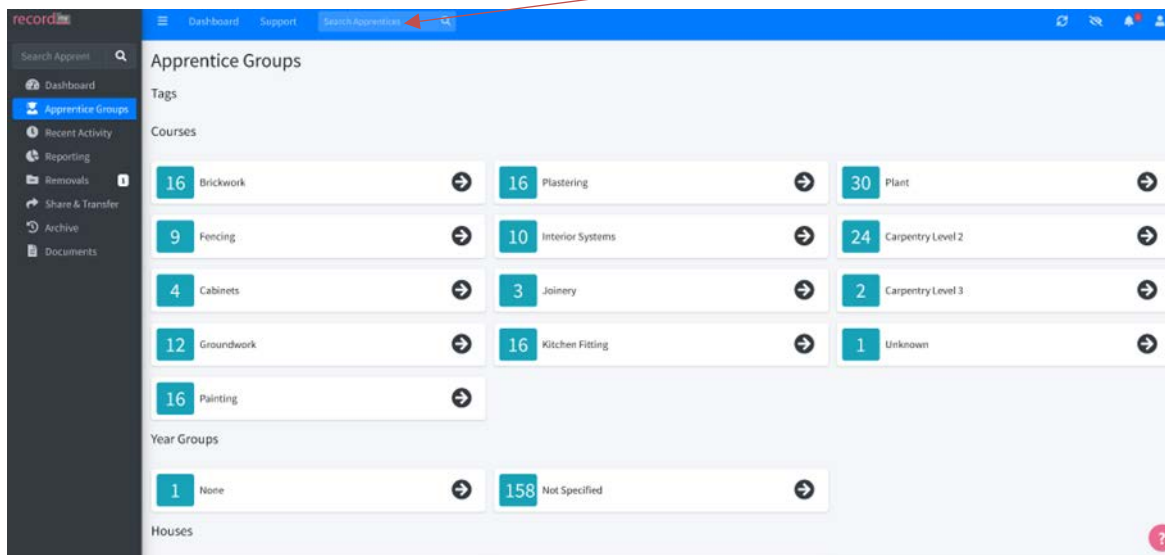 record
Dashboard Support Search Apprentices
Search Apprent
Dashboard
Apprentice Groups
Recent Activity
Reporting
Removals 1
Share & Transfer
Archive
Documents
Apprentice Groups
Tags
Courses
16 Brickwork
16 Plastering
30 Plant
9 Fencing
10 Interior Systems
24 Carpentry Level 2
4 Cabinets
3 Joinery
2 Carpentry Level 3
12 Groundwork
16 Kitchen Fitting
1 Unknown
16 Painting
Year Groups
1 None
158 Not Specified
Houses
?